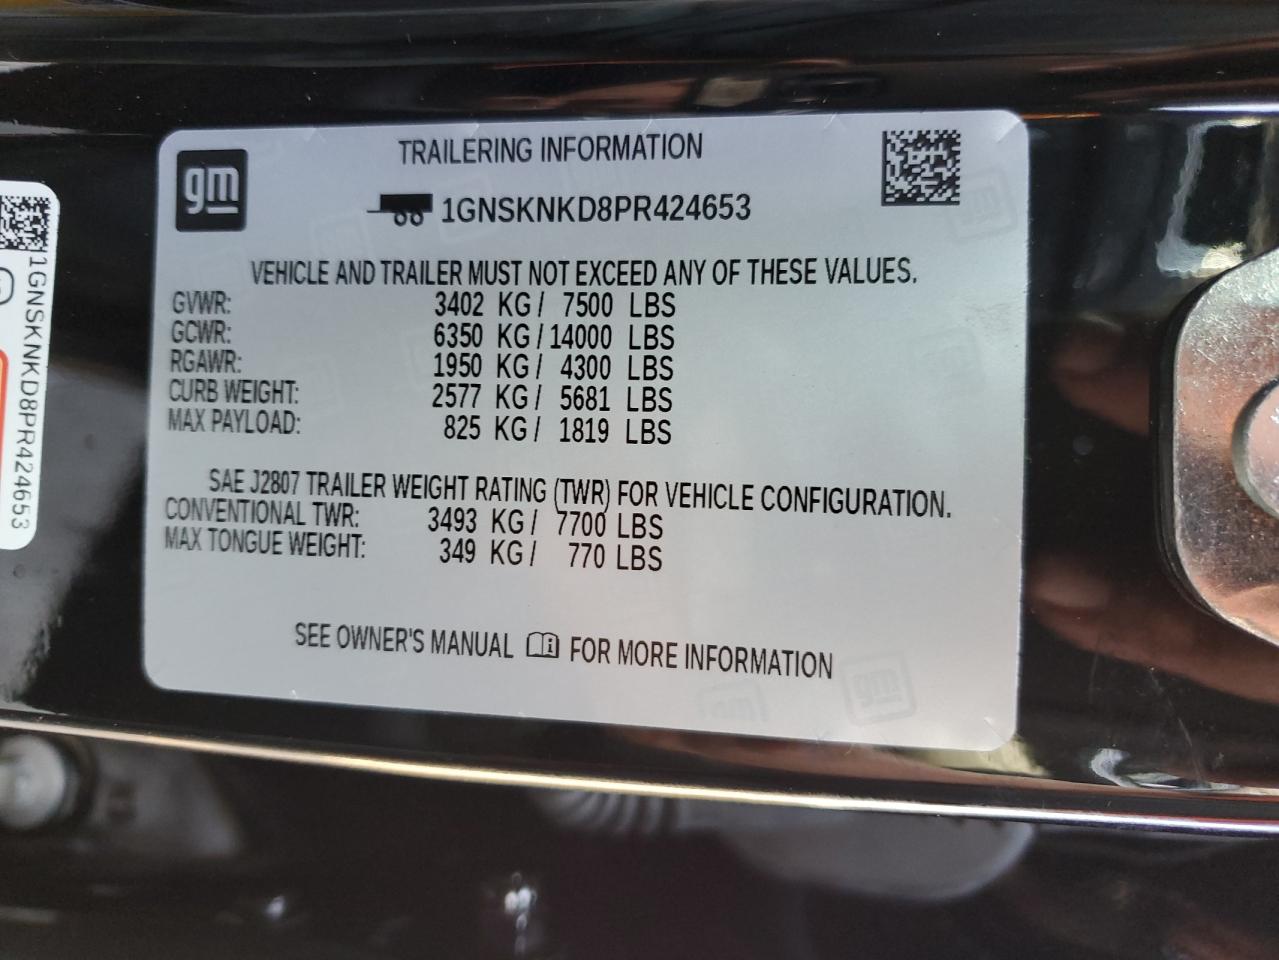 gm
TRAILERING INFORMATION
1GNSKNKD8PR424653
VEHICLE AND TRAILER MUST NOT EXCEED ANY OF THESE VALUES.
GVWR: 3402 KG/ 7500 LBS
GCWR: 6350 KG/14000 LBS
RGAWR: 1950 KG/ 4300 LBS
CURB WEIGHT: 2577 KG/ 5681 LBS
MAX PAYLOAD: 825 KG/ 1819 LBS
SAE J2807 TRAILER WEIGHT RATING (TWR) FOR VEHICLE CONFIGURATION.
CONVENTIONAL TWR: 3493 KG/ 7700 LBS
MAX TONGUE WEIGHT: 349 KG/ 770 LBS
SEE OWNER'S MANUAL FOR MORE INFORMATION
1GNSKNKD8PR424653